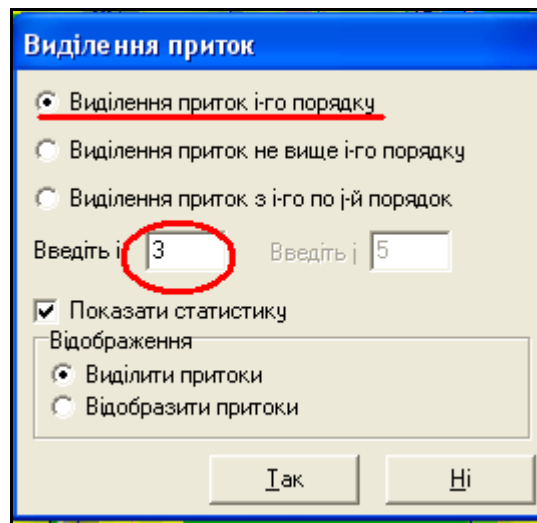 Виділення приток
Виділення приток і-го порядку
Виділення приток не вище і-го порядку
Виділення приток з і-го по j-й порядок
Введіть і 3 Введіть j 5
Показати статистику
Відображення
Виділити притоки
Відобразити притоки
Так Ні